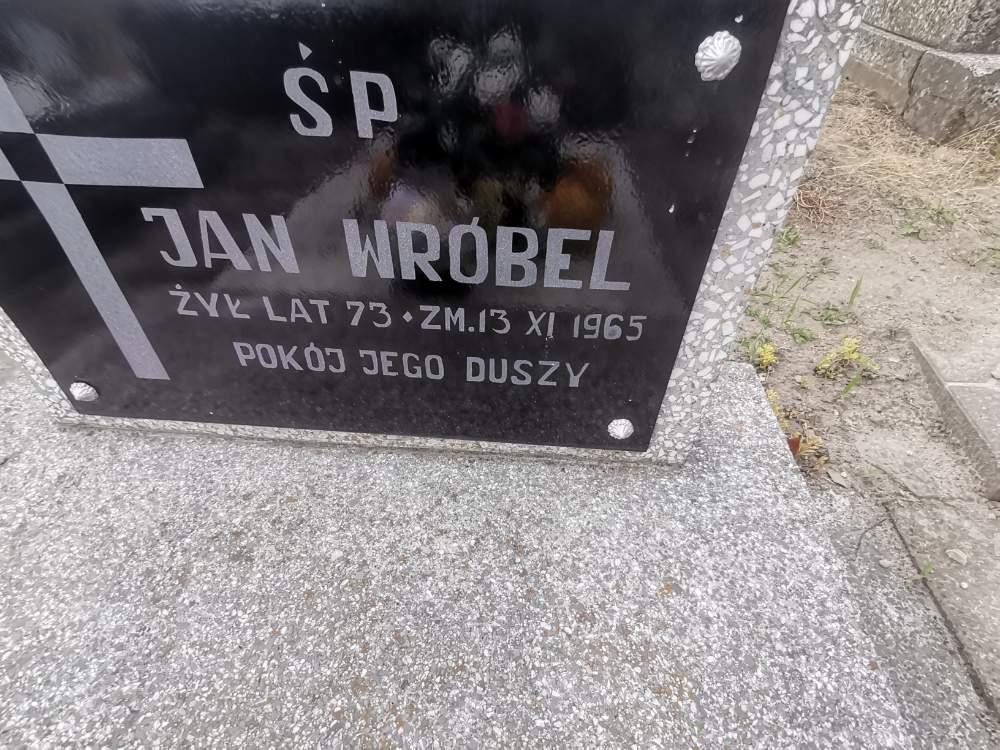 ŚP
JAN WRÓBEL
ŻYŁ LAT 73 • ZM. 13 XI 1965
POKÓJ JEGO DUSZY